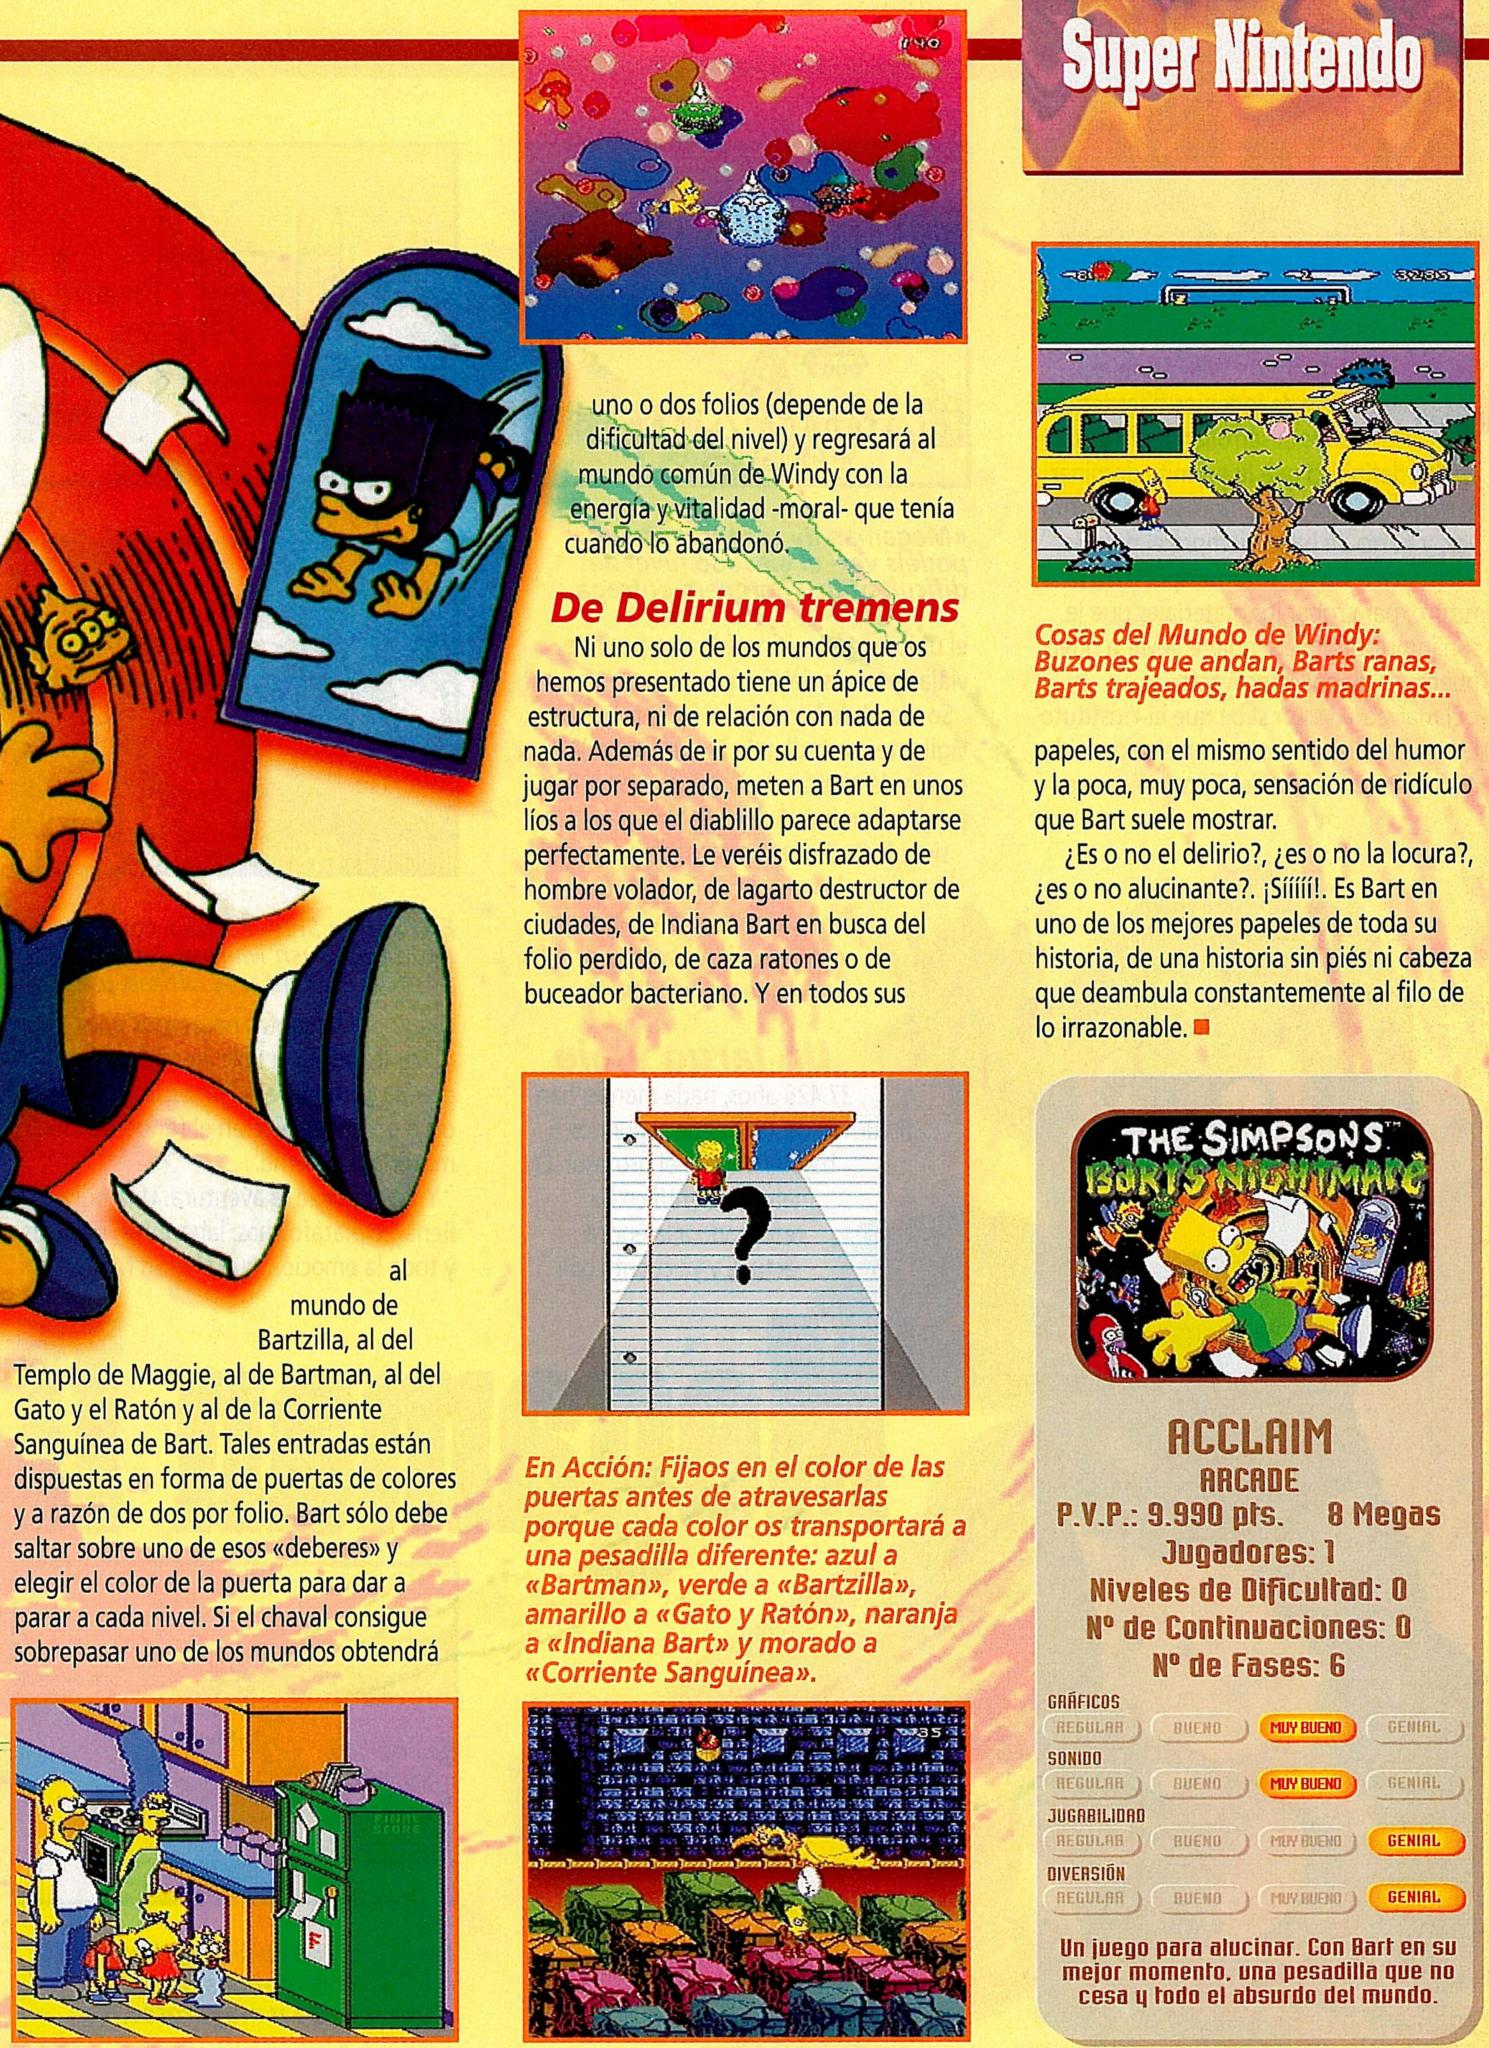 Super Nintendo
140
al
mundo de
Bartzilla, al del
Templo de Maggie, al de Bartman, al del
Gato y el Ratón y al de la Corriente
Sanguínea de Bart. Tales entradas están
dispuestas en forma de puertas de colores
y a razón de dos por folio. Bart sólo debe
saltar sobre uno de esos «deberes» y
elegir el color de la puerta para dar a
parar a cada nivel. Si el chaval consigue
sobrepasar uno de los mundos obtendrá
FINAL
SCORE
F
uno o dos folios (depende de la
dificultad del nivel) y regresará al
mundo común de Windy con la
energía y vitalidad -moral- que tenía
cuando lo abandonó.
De Delirium tremens
Ni uno solo de los mundos que os
hemos presentado tiene un ápice de
estructura, ni de relación con nada de
nada. Además de ir por su cuenta y de
jugar por separado, meten a Bart en unos
líos a los que el diablillo parece adaptarse
perfectamente. Le veréis disfrazado de
hombre volador, de lagarto destructor de
ciudades, de Indiana Bart en busca del
folio perdido, de caza ratones o de
buceador bacteriano. Y en todos sus
?
En Acción: Fijaos en el color de las
puertas antes de atravesarlas
porque cada color os transportará a
una pesadilla diferente: azul a
«Bartman», verde a «Bartzilla»,
amarillo a «Gato y Ratón», naranja
a «Indiana Bart» y morado a
«Corriente Sanguínea».
35
Cosas del Mundo de Windy:
Buzones que andan, Barts ranas,
Barts trajeados, hadas madrinas...
papeles, con el mismo sentido del humor
y la poca, muy poca, sensación de ridículo
que Bart suele mostrar.
¿Es o no el delirio?, ¿es o no la locura?,
¿es o no alucinante?. ¡Síííííí!. Es Bart en
uno de los mejores papeles de toda su
historia, de una historia sin piés ni cabeza
que deambula constantemente al filo de
lo irrazonable.
THE SIMPSONS™
BART'S NIGHTMARE™
ACCLAIM
ARCADE
P.V.P.: 9.990 pts. 8 Megas
Jugadores: 1
Niveles de Dificultad: 0
Nº de Continuaciones: 0
Nº de Fases: 6
GRÁFICOS
REGULAR BUENO MUY BUENO GENIAL
SONIDO
REGULAR BUENO MUY BUENO GENIAL
JUGABILIDAD
REGULAR BUENO MUY BUENO GENIAL
DIVERSIÓN
REGULAR BUENO MUY BUENO GENIAL
Un juego para alucinar. Con Bart en su
mejor momento, una pesadilla que no
cesa y todo el absurdo del mundo.